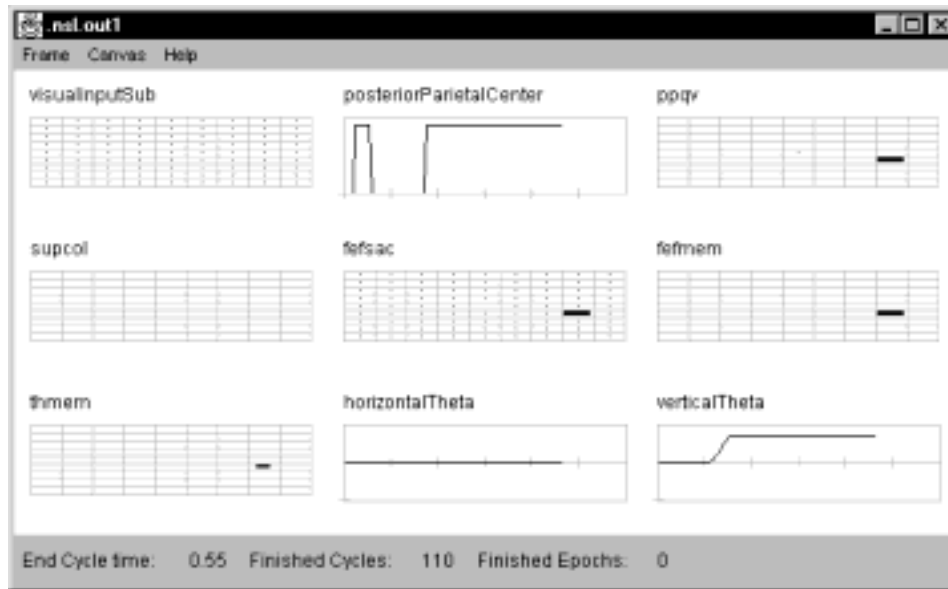 .nsl.out1
Frame Canvas Help
visualInputSub posteriorParietalCenter ppqv
supcol fefsac fefmem
thmem horizontalTheta verticalTheta
End Cycle time: 0.55 Finished Cycles: 110 Finished Epochs: 0